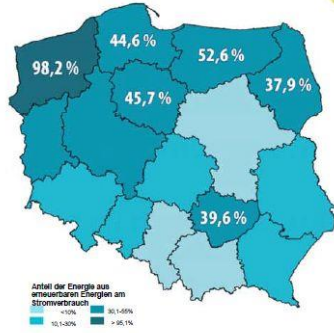 44,6 %
52,6 %
98,2 %
37,9 %
45,7 %
39,6 %
Anteil der Energie aus
erneuerbaren Energien am
Stromverbrauch
<10% 30,1-55%
10,1-30% > 95,1%